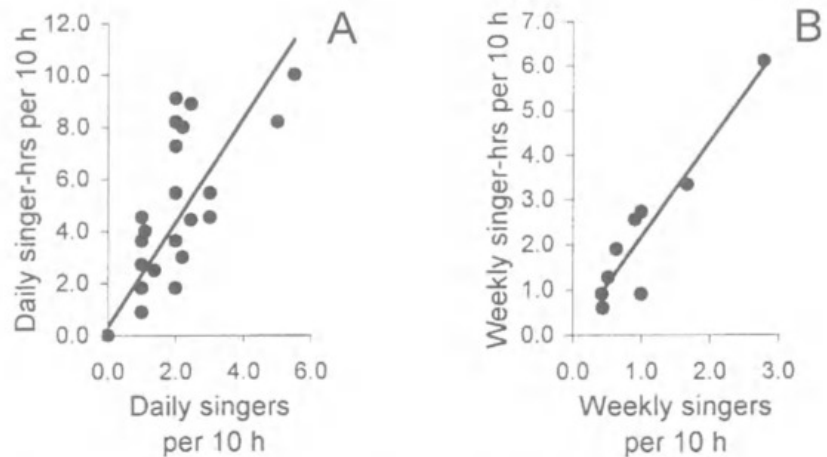 A
Daily singer-hrs per 10 h
12.0
10.0
8.0
6.0
4.0
2.0
0.0
0.0 2.0 4.0 6.0
Daily singers
per 10 h
B
Weekly singer-hrs per 10 h
7.0
6.0
5.0
4.0
3.0
2.0
1.0
0.0
0.0 1.0 2.0 3.0
Weekly singers
per 10 h